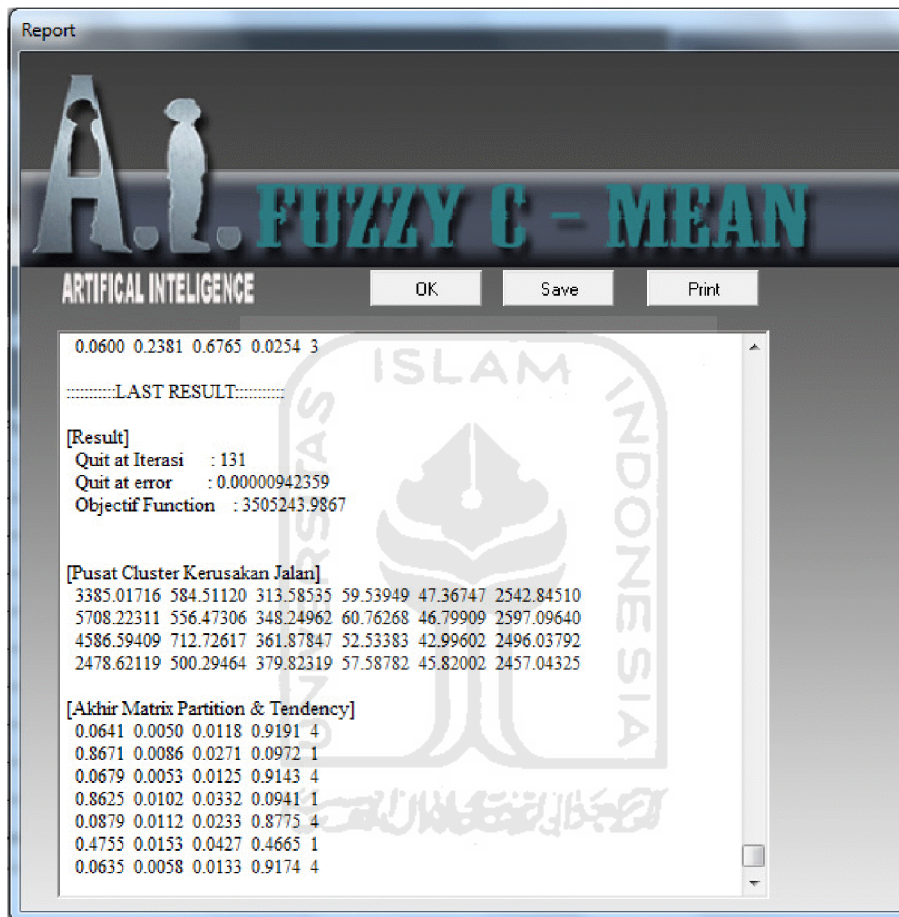 Report
A.I. FUZZY C - MEAN
ARTIFICAL INTELIGENCE
OK Save Print
0.0600 0.2381 0.6765 0.0254 3
::::::::::LAST RESULT::::::::::
[Result]
Quit at Iterasi : 131
Quit at error : 0.00000942359
Objectif Function : 3505243.9867
[Pusat Cluster Kerusakan Jalan]
3385.01716 584.51120 313.58535 59.53949 47.36747 2542.84510
5708.22311 556.47306 348.24962 60.76268 46.79909 2597.09640
4586.59409 712.72617 361.87847 52.53383 42.99602 2496.03792
2478.62119 500.29464 379.82319 57.58782 45.82002 2457.04325
[Akhir Matrix Partition & Tendency]
0.0641 0.0050 0.0118 0.9191 4
0.8671 0.0086 0.0271 0.0972 1
0.0679 0.0053 0.0125 0.9143 4
0.8625 0.0102 0.0332 0.0941 1
0.0879 0.0112 0.0233 0.8775 4
0.4755 0.0153 0.0427 0.4665 1
0.0635 0.0058 0.0133 0.9174 4
UNIVERSITAS
ISLAM
INDONESIA